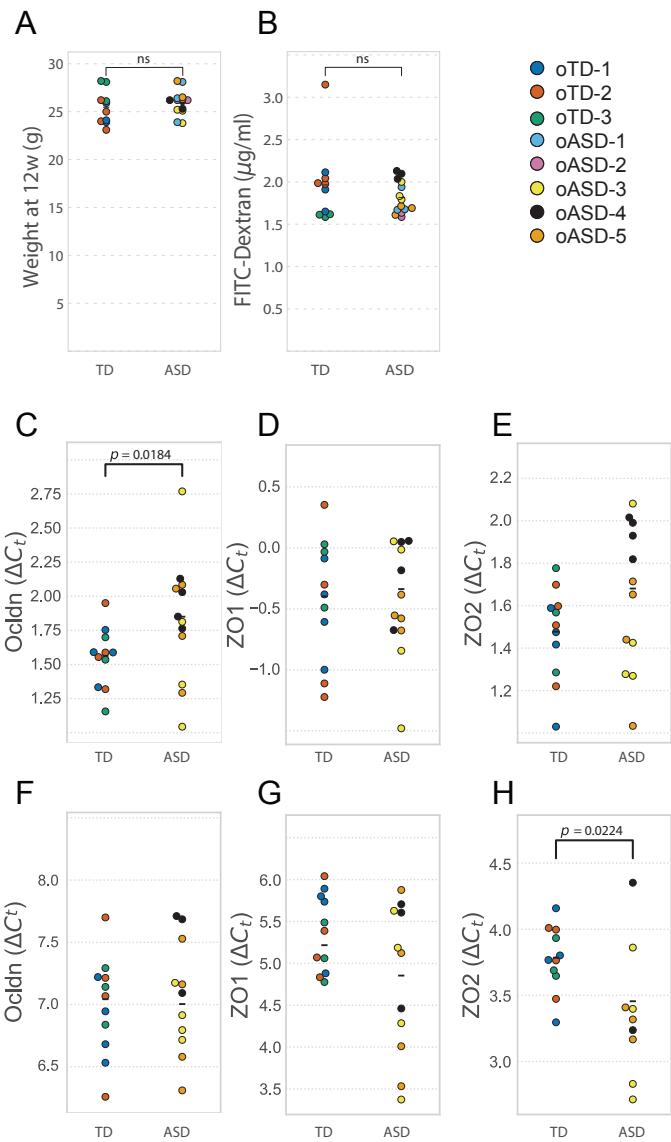 A
Weight at 12w (g)
30
25
20
15
10
5
ns
TD
ASD
B
FITC-Dextran (μg/ml)
3.0
2.5
2.0
1.5
1.0
0.5
ns
TD
ASD
oTD-1
oTD-2
oTD-3
oASD-1
oASD-2
oASD-3
oASD-4
oASD-5
C
Ocldn (ΔCt)
2.75
2.50
2.25
2.00
1.75
1.50
1.25
p = 0.0184
TD
ASD
D
ZO1 (ΔCt)
0.5
0.0
−0.5
−1.0
TD
ASD
E
ZO2 (ΔCt)
2.2
2.0
1.8
1.6
1.4
1.2
TD
ASD
F
Ocldn (ΔCt)
8.0
7.5
7.0
6.5
TD
ASD
G
ZO1 (ΔCt)
6.0
5.5
5.0
4.5
4.0
3.5
TD
ASD
H
ZO2 (ΔCt)
4.5
4.0
3.5
3.0
p = 0.0224
TD
ASD